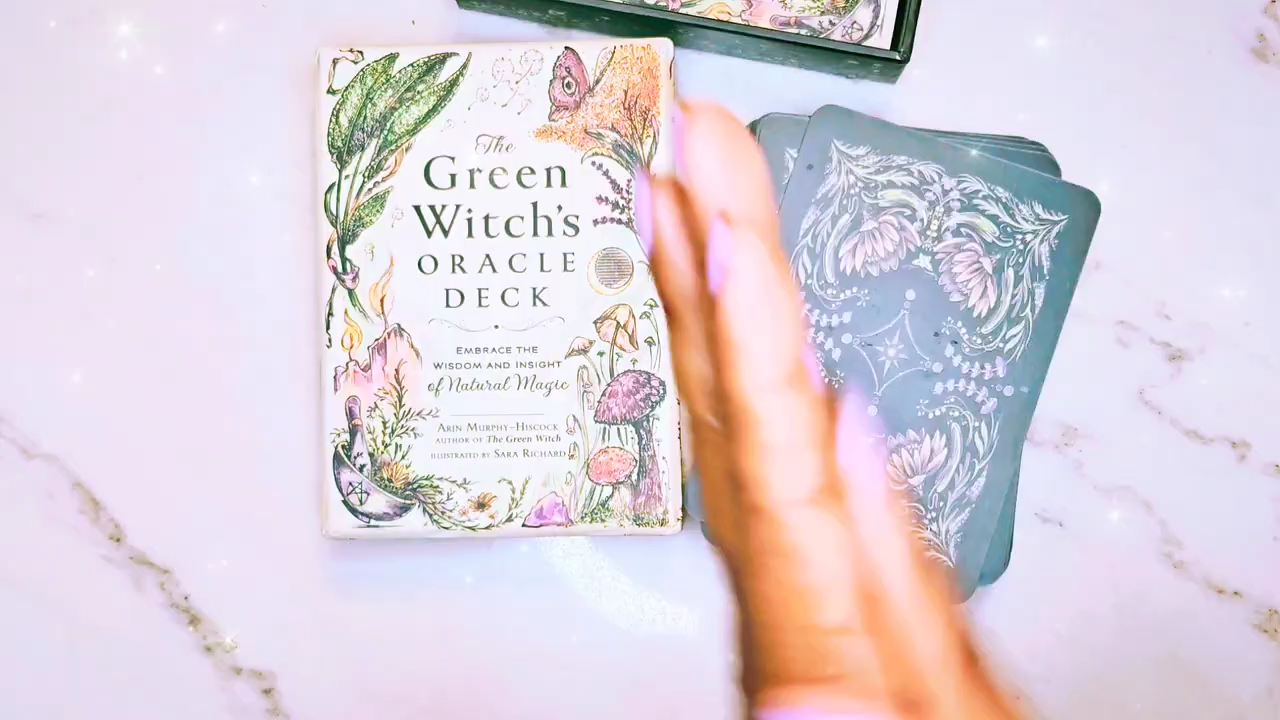 The
Green
Witch's
ORACLE
DECK
EMBRACE THE
WISDOM AND INSIGHT
of Natural Magic
ARIN MURPHY-HISCOCK
AUTHOR OF The Green Witch
ILLUSTRATED BY SARA RICHARD